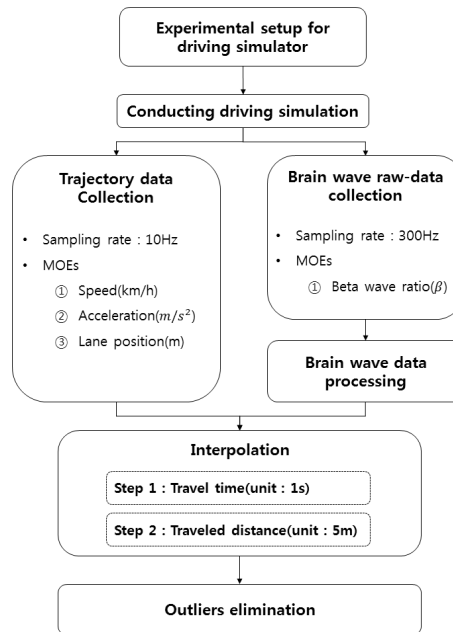 Experimental setup for
driving simulator
Conducting driving simulation
Trajectory data
Collection
• Sampling rate : 10Hz
• MOEs
① Speed(km/h)
② Acceleration(m/s²)
③ Lane position(m)
Brain wave raw-data
collection
• Sampling rate : 300Hz
• MOEs
① Beta wave ratio(β)
Brain wave data
processing
Interpolation
Step 1 : Travel time(unit : 1s)
Step 2 : Traveled distance(unit : 5m)
Outliers elimination